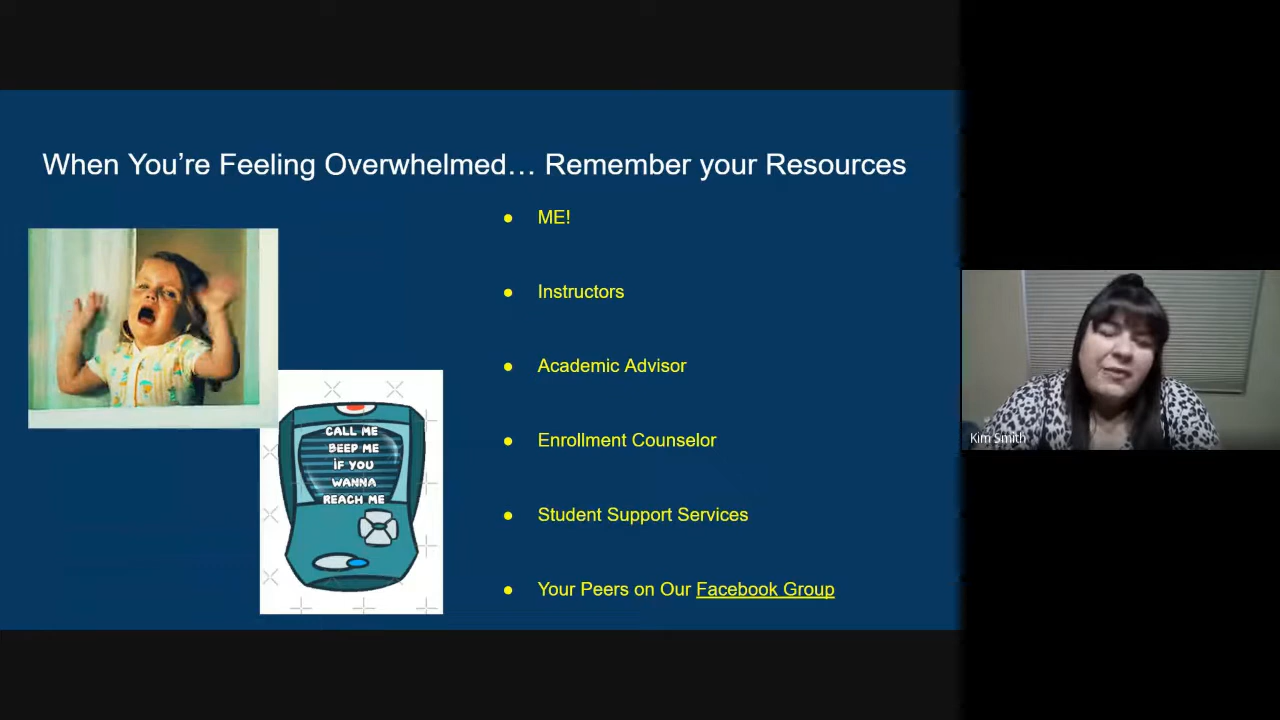 When You’re Feeling Overwhelmed… Remember your Resources
● ME!
● Instructors
● Academic Advisor
● Enrollment Counselor
● Student Support Services
● Your Peers on Our Facebook Group
CALL ME
BEEP ME
iF YOU
WANNA
REACH ME
Kim Smith